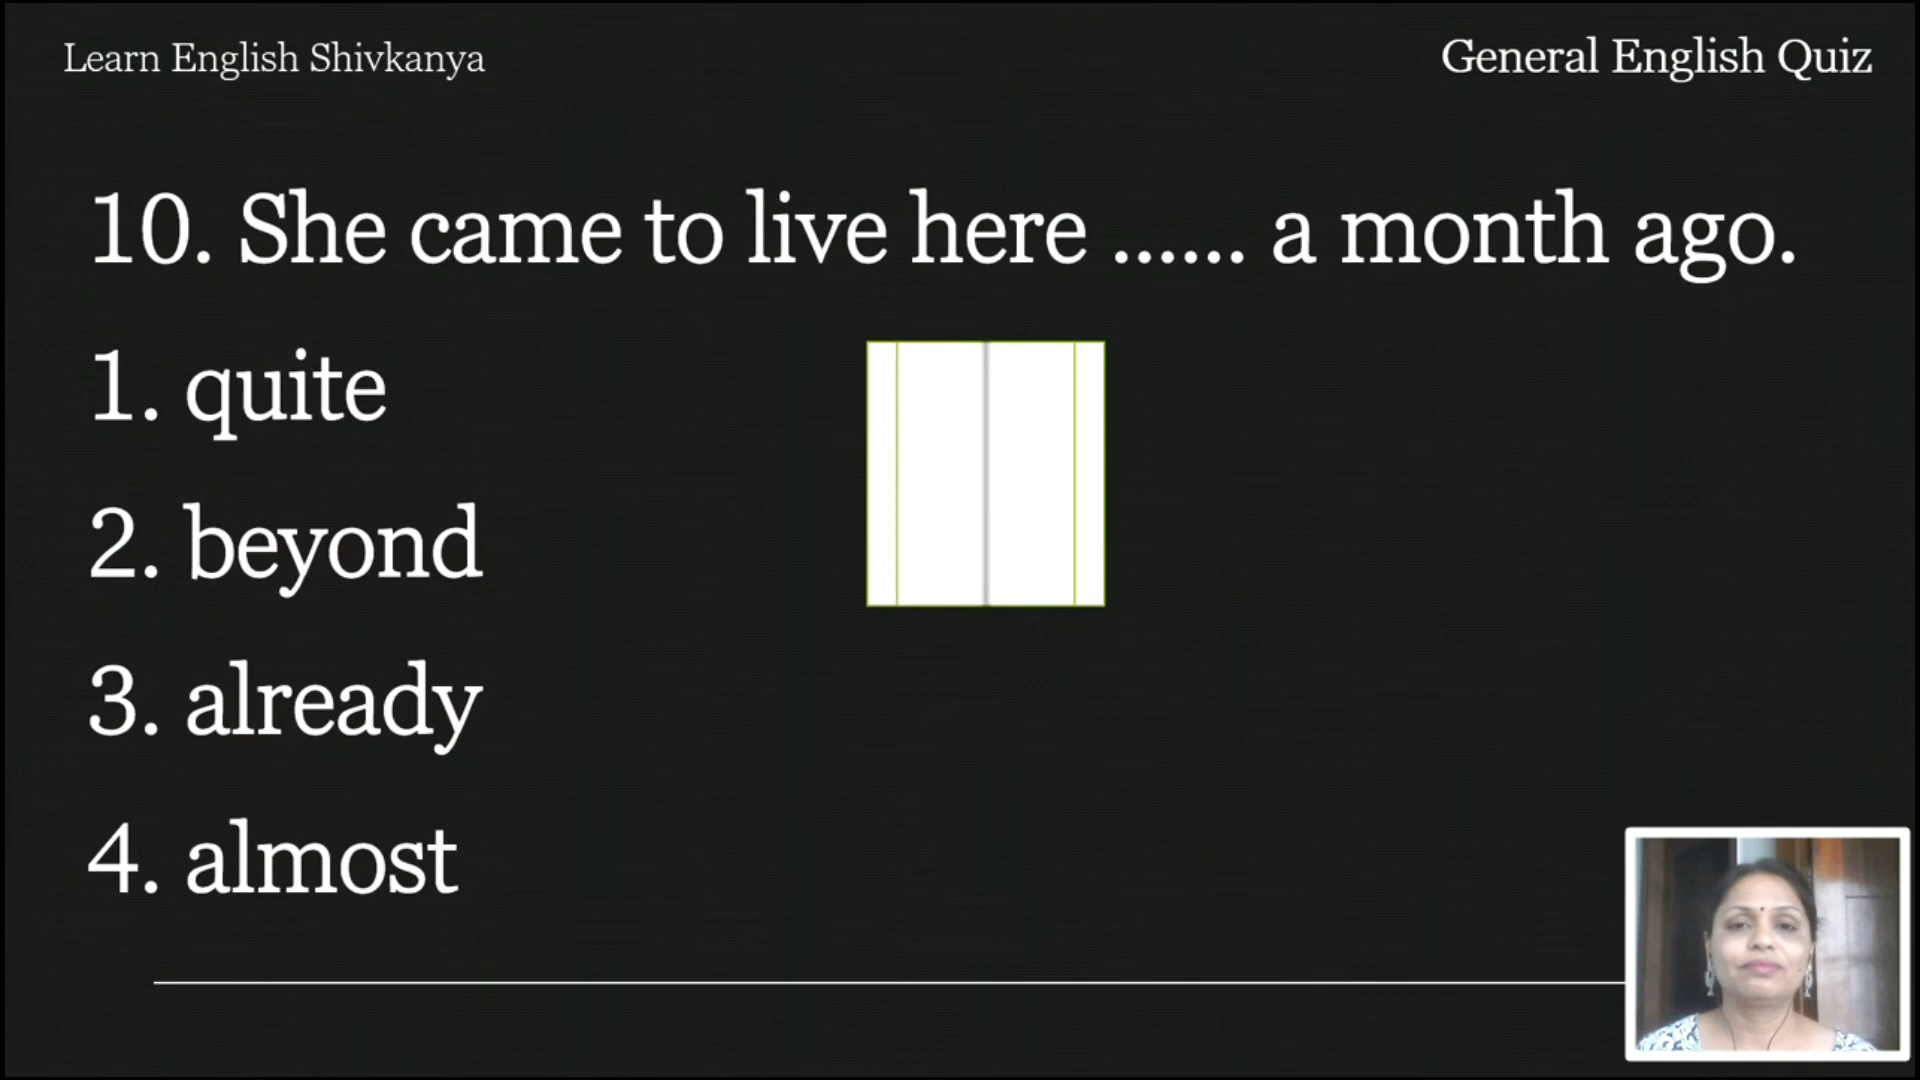 Learn English Shivkanya
General English Quiz
10. She came to live here ...... a month ago.
1. quite
2. beyond
3. already
4. almost